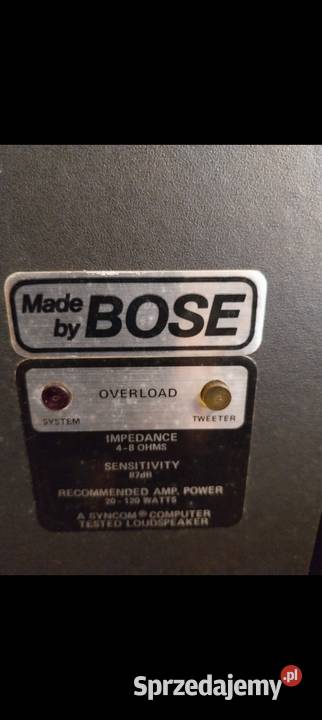 Made
by BOSE
OVERLOAD
SYSTEM
TWEETER
IMPEDANCE
4-8 OHMS
SENSITIVITY
87dB
RECOMMENDED AMP. POWER
20-120 WATTS
A SYNCOM® COMPUTER
TESTED LOUDSPEAKER
Sprzedajemy.pl